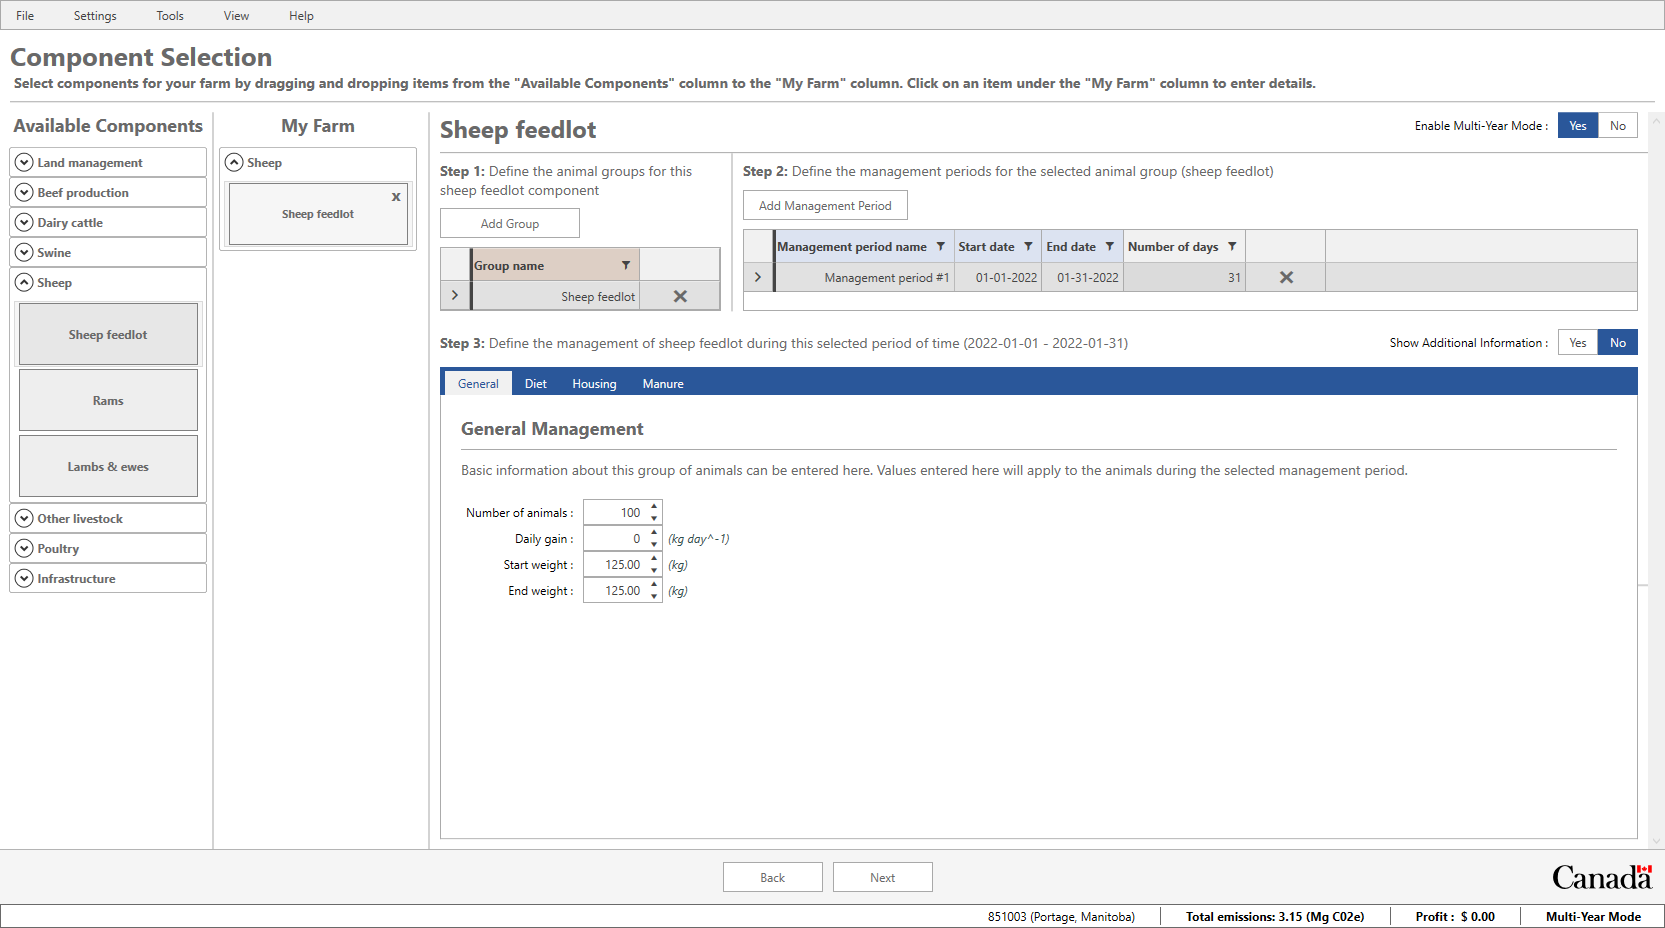 File Settings Tools View Help
Component Selection
Select components for your farm by dragging and dropping items from the "Available Components" column to the "My Farm" column. Click on an item under the "My Farm" column to enter details.
Available Components
Land management
Beef production
Dairy cattle
Swine
Sheep
Sheep feedlot
Rams
Lambs & ewes
Other livestock
Poultry
Infrastructure
My Farm
Sheep
Sheep feedlot x
Sheep feedlot
Enable Multi-Year Mode : Yes No
Step 1: Define the animal groups for this
sheep feedlot component
Add Group
Group name
Sheep feedlot
Step 2: Define the management periods for the selected animal group (sheep feedlot)
Add Management Period
Management period name Start date End date Number of days
Management period #1 01-01-2022 01-31-2022 31
Step 3: Define the management of sheep feedlot during this selected period of time (2022-01-01 - 2022-01-31)
Show Additional Information : Yes No
General Diet Housing Manure
General Management
Basic information about this group of animals can be entered here. Values entered here will apply to the animals during the selected management period.
Number of animals : 100
Daily gain : 0 (kg day^-1)
Start weight : 125.00 (kg)
End weight : 125.00 (kg)
Back Next
Canada
851003 (Portage, Manitoba) Total emissions: 3.15 (Mg C02e) Profit : $ 0.00 Multi-Year Mode